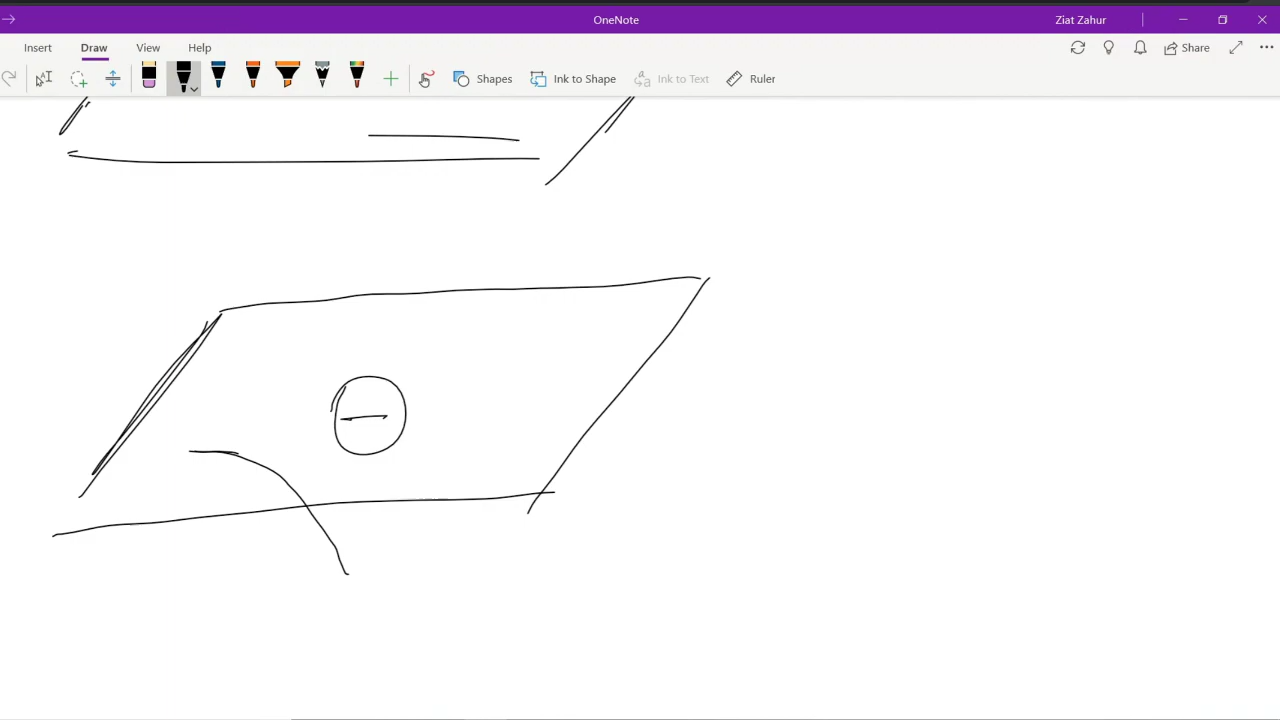 OneNote
Ziat Zahur
Insert
Draw
View
Help
Share
Shapes
Ink to Shape
Ink to Text
Ruler